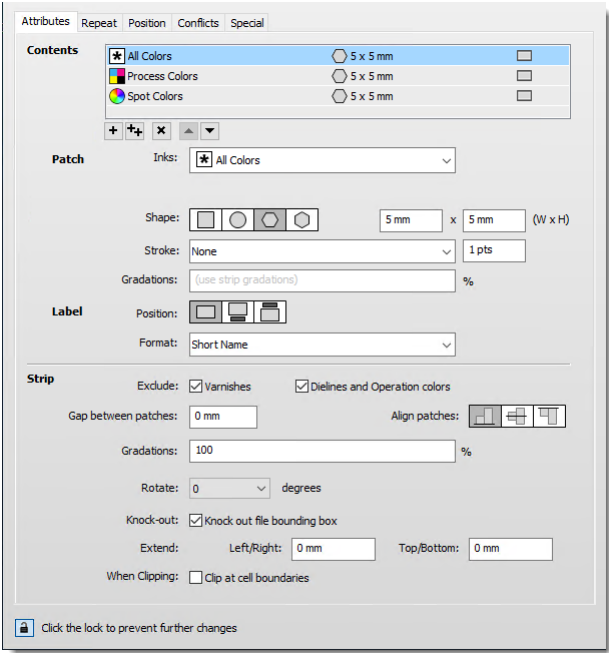 Attributes Repeat Position Conflicts Special
Contents
All Colors 5 x 5 mm
Process Colors 5 x 5 mm
Spot Colors 5 x 5 mm
Patch Inks: All Colors
Shape: 5 mm x 5 mm (W x H)
Stroke: None 1 pts
Gradations: (use strip gradations) %
Label Position:
Format: Short Name
Strip Exclude: Varnishes Dielines and Operation colors
Gap between patches: 0 mm Align patches:
Gradations: 100 %
Rotate: 0 degrees
Knock-out: Knock out file bounding box
Extend: Left/Right: 0 mm Top/Bottom: 0 mm
When Clipping: Clip at cell boundaries
Click the lock to prevent further changes